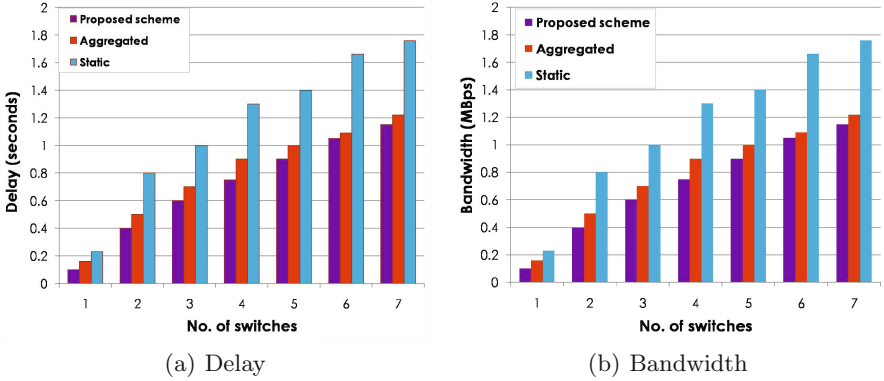 2
1.8
1.6
1.4
1.2
1
0.8
0.6
0.4
0.2
0
Delay (seconds)
Proposed scheme
Aggregated
Static
1 2 3 4 5 6 7
No. of switches
(a) Delay
2
1.8
1.6
1.4
1.2
1
0.8
0.6
0.4
0.2
0
Bandwidth (MBps)
Proposed scheme
Aggregated
Static
1 2 3 4 5 6 7
No. of switches
(b) Bandwidth